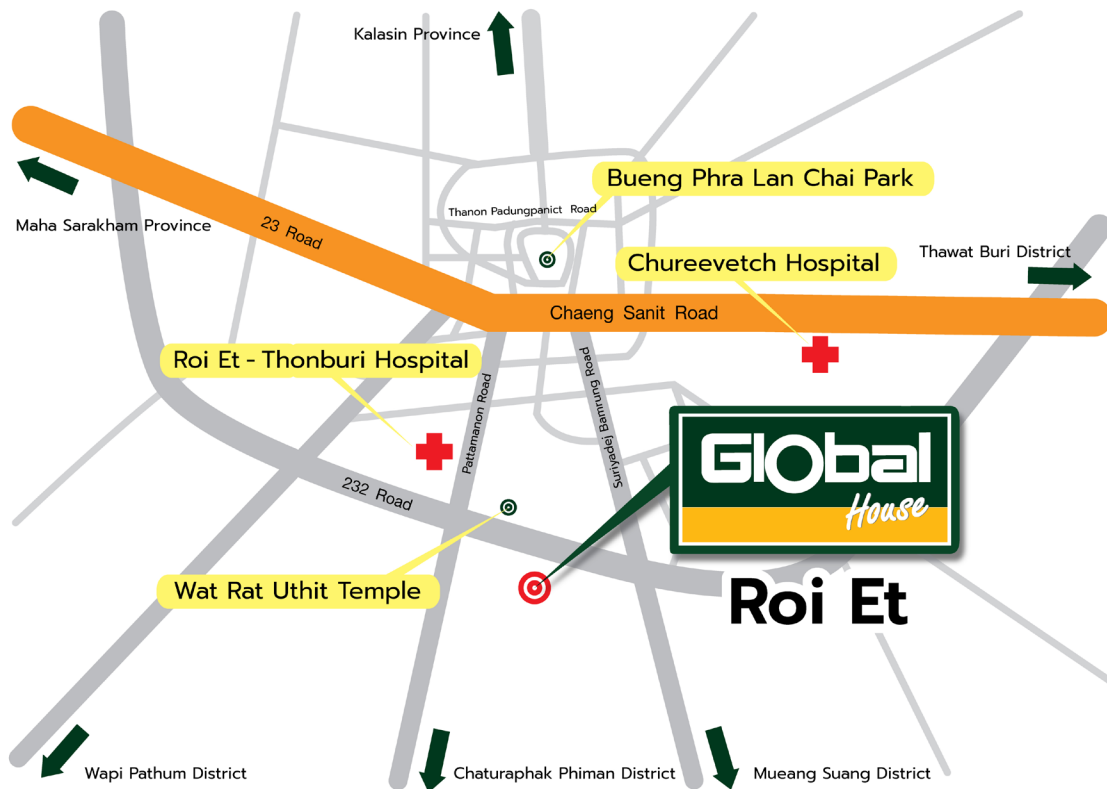 Kalasin Province
Bueng Phra Lan Chai Park
Thanon Padungpanict Road
Maha Sarakham Province
23 Road
Chureevetch Hospital
Thawat Buri District
Chaeng Sanit Road
Roi Et - Thonburi Hospital
Pattamanon Road
Suriyadej Bamrung Road
232 Road
Global
House
Wat Rat Uthit Temple
Roi Et
Wapi Pathum District
Chaturaphak Phiman District
Mueang Suang District